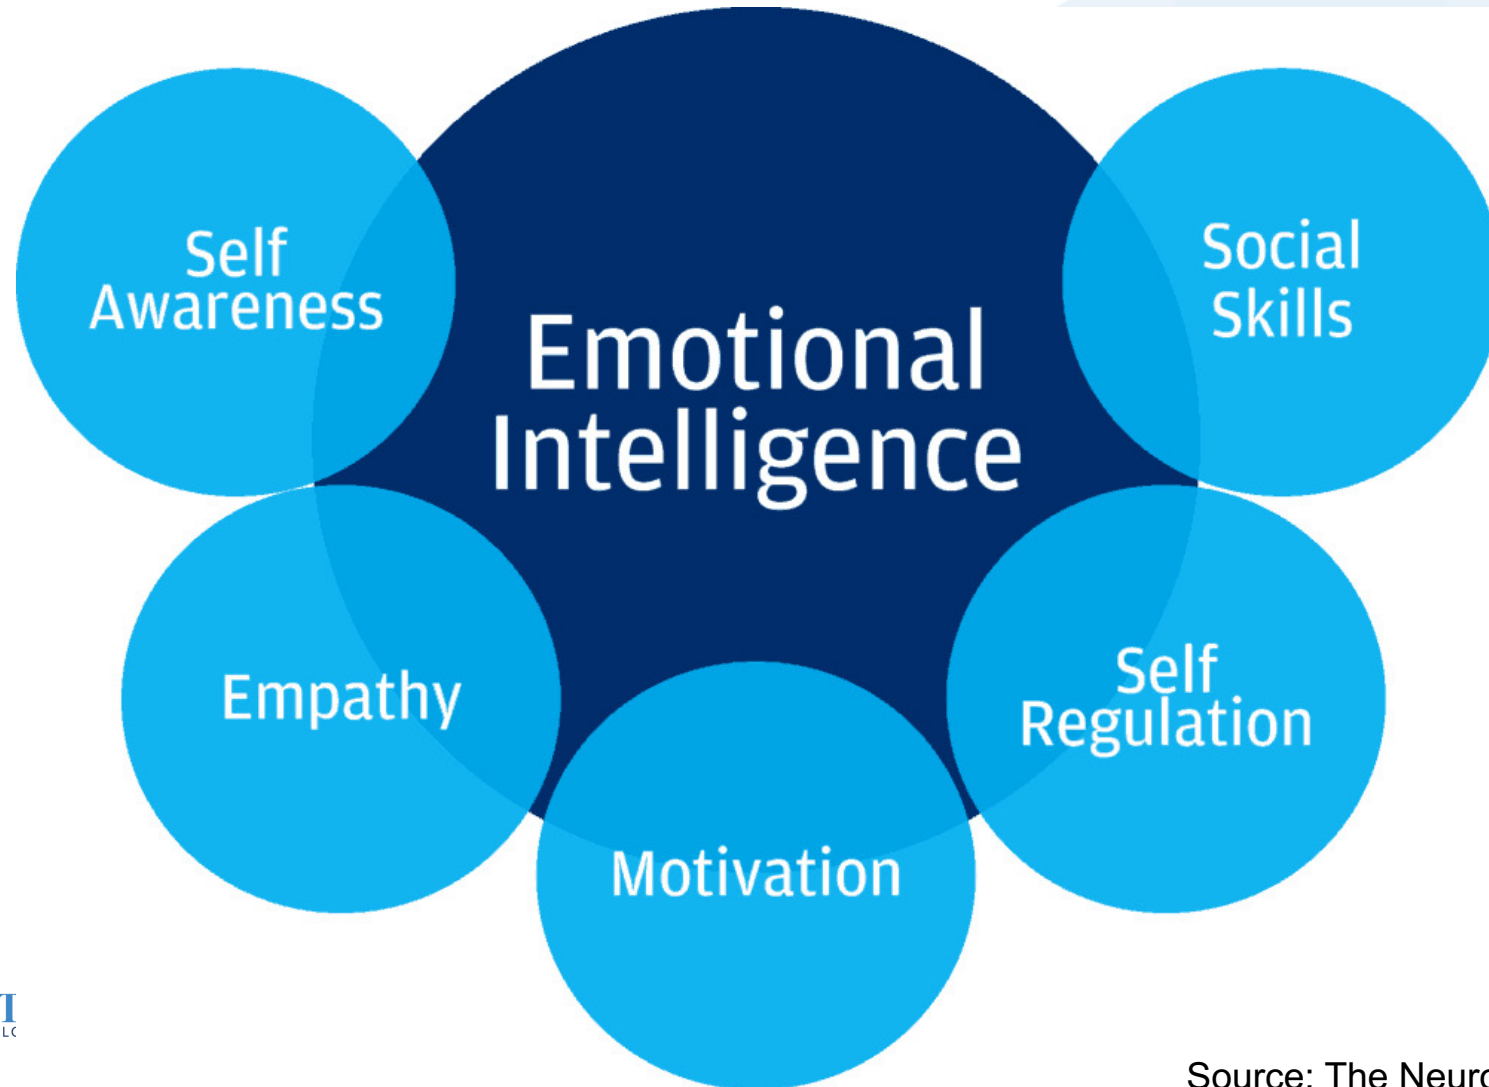 Self
Awareness
Social
Skills
Emotional
Intelligence
Empathy
Self
Regulation
Motivation
Source: The Neuro